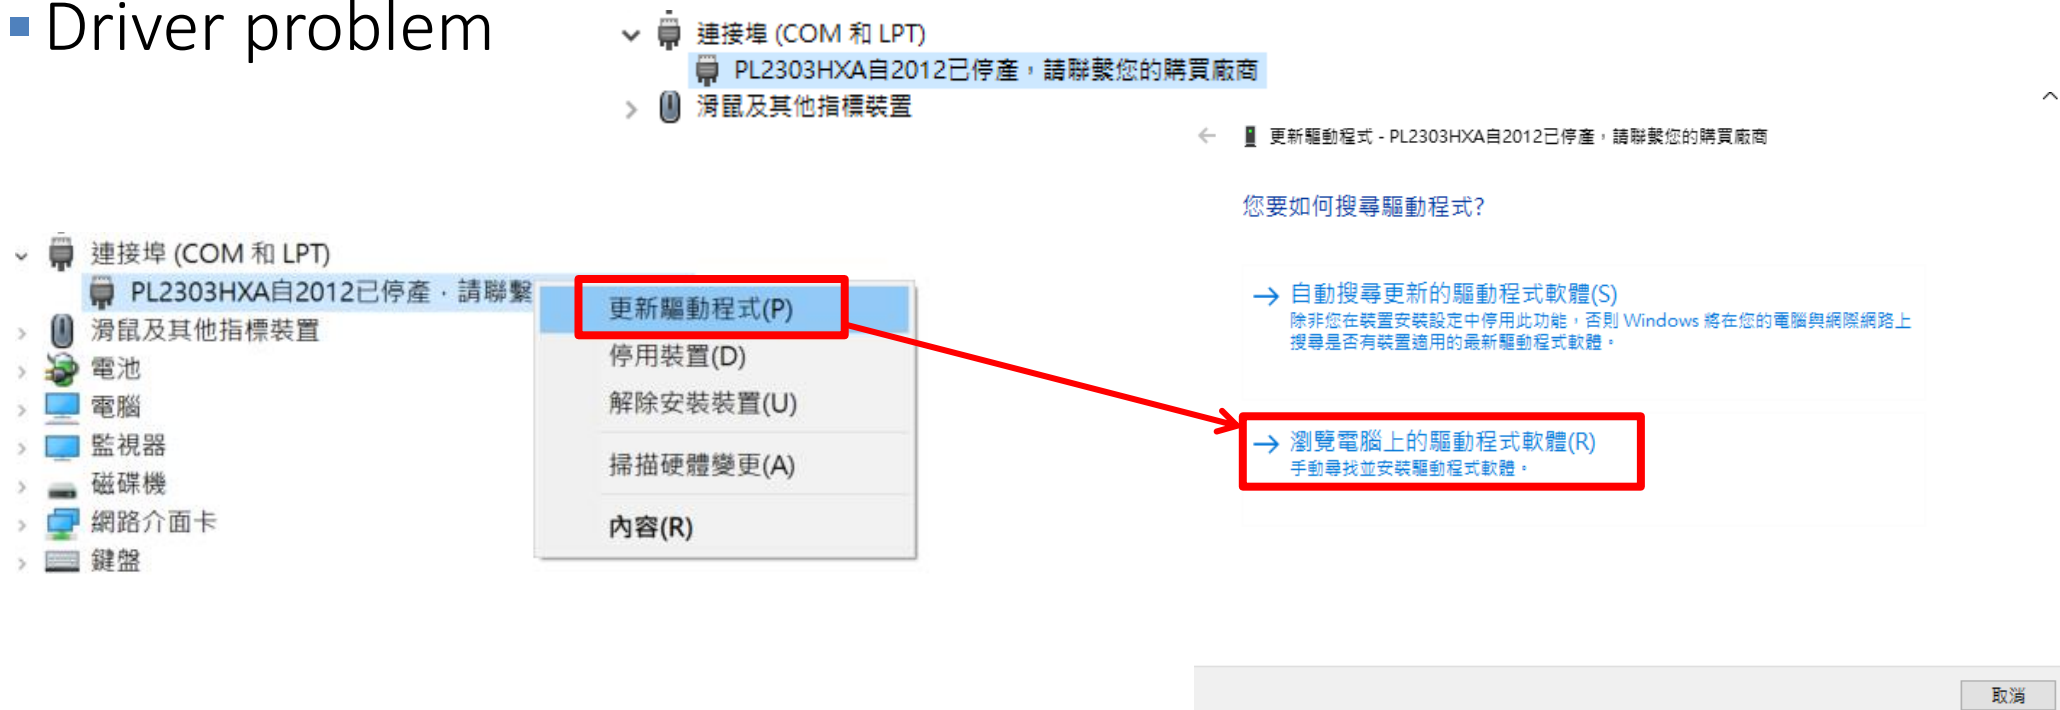 Driver problem
連接埠 (COM 和 LPT)
PL2303HXA自2012已停產，請聯繫您的購買廠商
滑鼠及其他指標裝置
更新驅動程式 - PL2303HXA自2012已停產，請聯繫您的購買廠商
您要如何搜尋驅動程式?
自動搜尋更新的驅動程式軟體(S)
除非您在裝置安裝設定中停用此功能，否則 Windows 將在您的電腦與網際網路上
搜尋是否有裝置適用的最新驅動程式軟體。
瀏覽電腦上的驅動程式軟體(R)
手動尋找並安裝驅動程式軟體。
取消
連接埠 (COM 和 LPT)
PL2303HXA自2012已停產，請聯繫
滑鼠及其他指標裝置
電池
電腦
監視器
磁碟機
網路介面卡
鍵盤
更新驅動程式(P)
停用裝置(D)
解除安裝裝置(U)
掃描硬體變更(A)
內容(R)